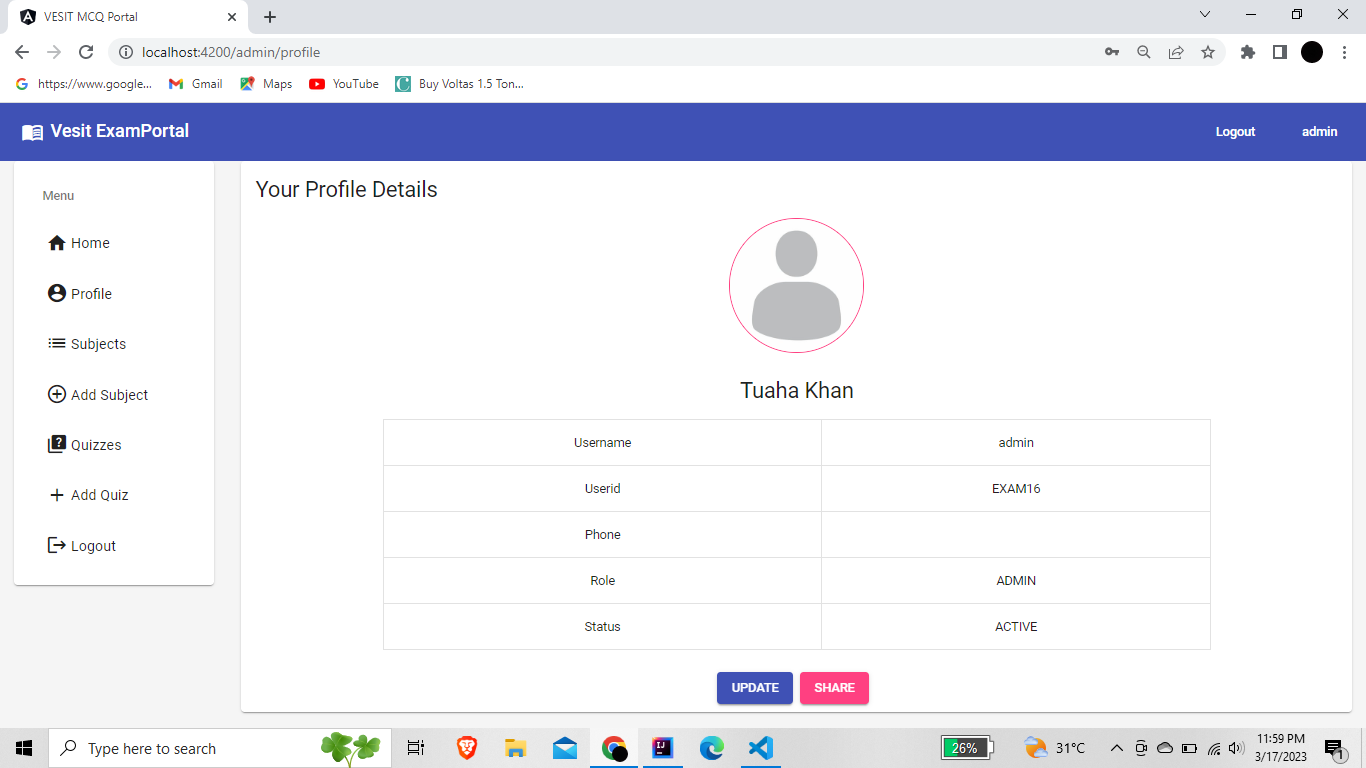 VESIT MCQ Portal
localhost:4200/admin/profile
https://www.google... Gmail Maps YouTube Buy Voltas 1.5 Ton...
Vesit ExamPortal Logout admin
Menu
Home
Profile
Subjects
Add Subject
Quizzes
Add Quiz
Logout
Your Profile Details
Tuaha Khan
Username admin
Userid EXAM16
Phone
Role ADMIN
Status ACTIVE
UPDATE SHARE
Type here to search 26% 31°C 11:59 PM
3/17/2023 1